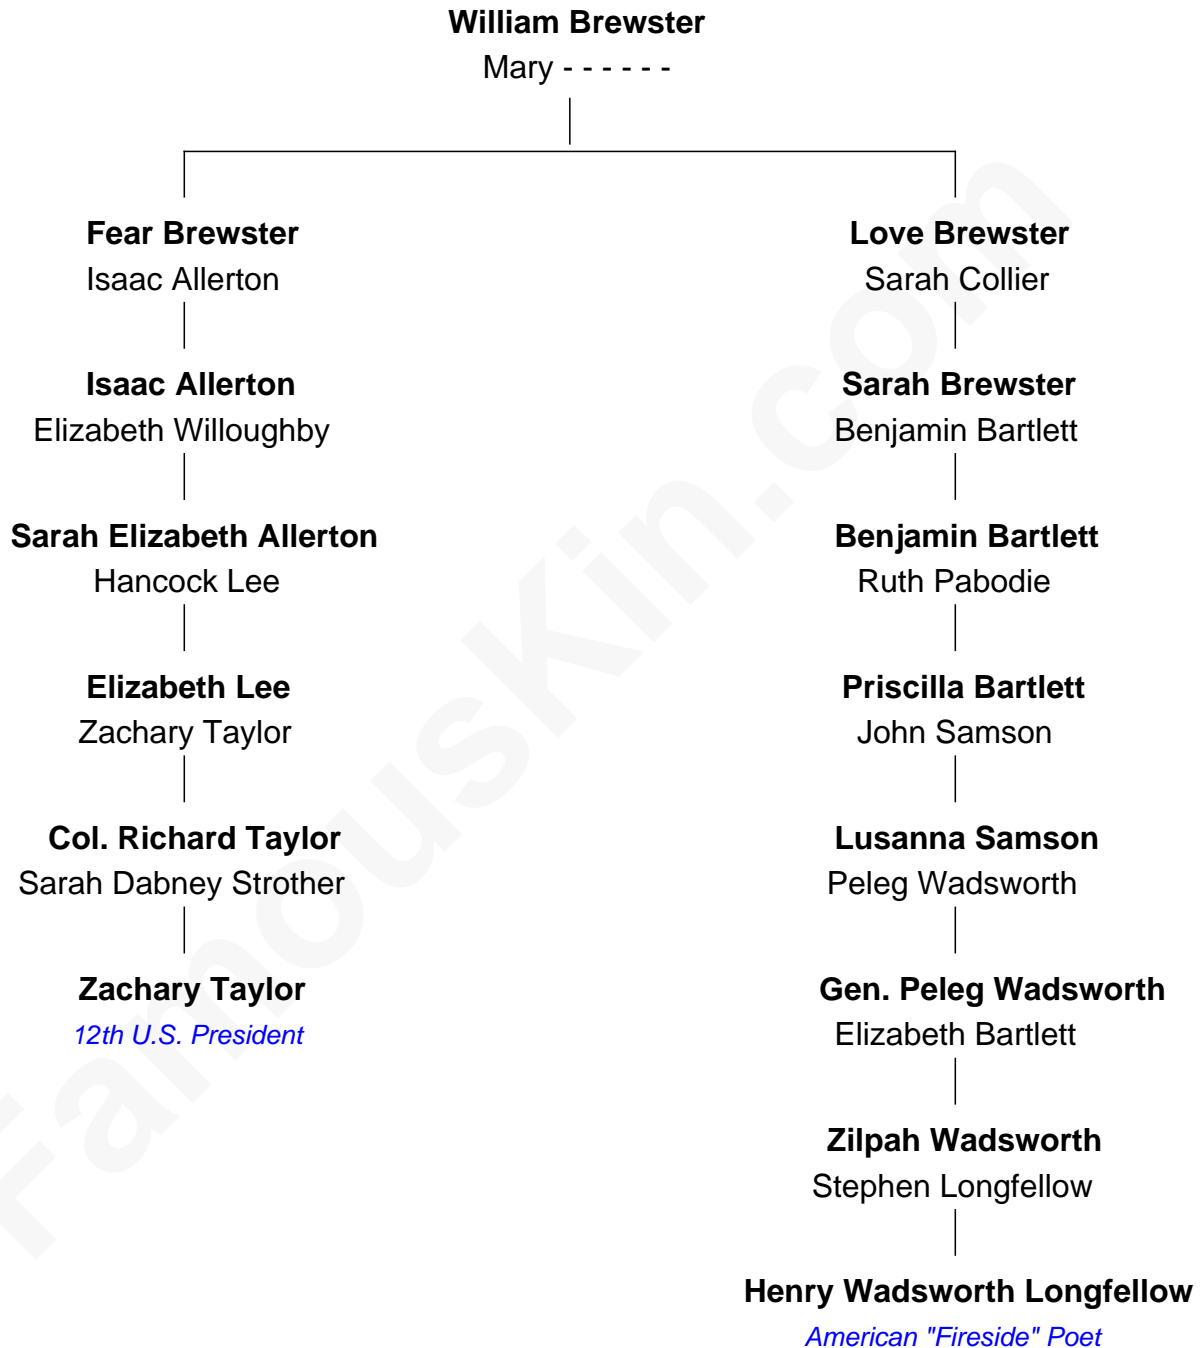 William Brewster
Mary - - - - - -
Fear Brewster
Isaac Allerton
Love Brewster
Sarah Collier
Isaac Allerton
Elizabeth Willoughby
Sarah Brewster
Benjamin Bartlett
Sarah Elizabeth Allerton
Hancock Lee
Benjamin Bartlett
Ruth Pabodie
Elizabeth Lee
Zachary Taylor
Priscilla Bartlett
John Samson
Col. Richard Taylor
Sarah Dabney Strother
Lusanna Samson
Peleg Wadsworth
Zachary Taylor
12th U.S. President
Gen. Peleg Wadsworth
Elizabeth Bartlett
Zilpah Wadsworth
Stephen Longfellow
Henry Wadsworth Longfellow
American "Fireside" Poet
FamousKin.com